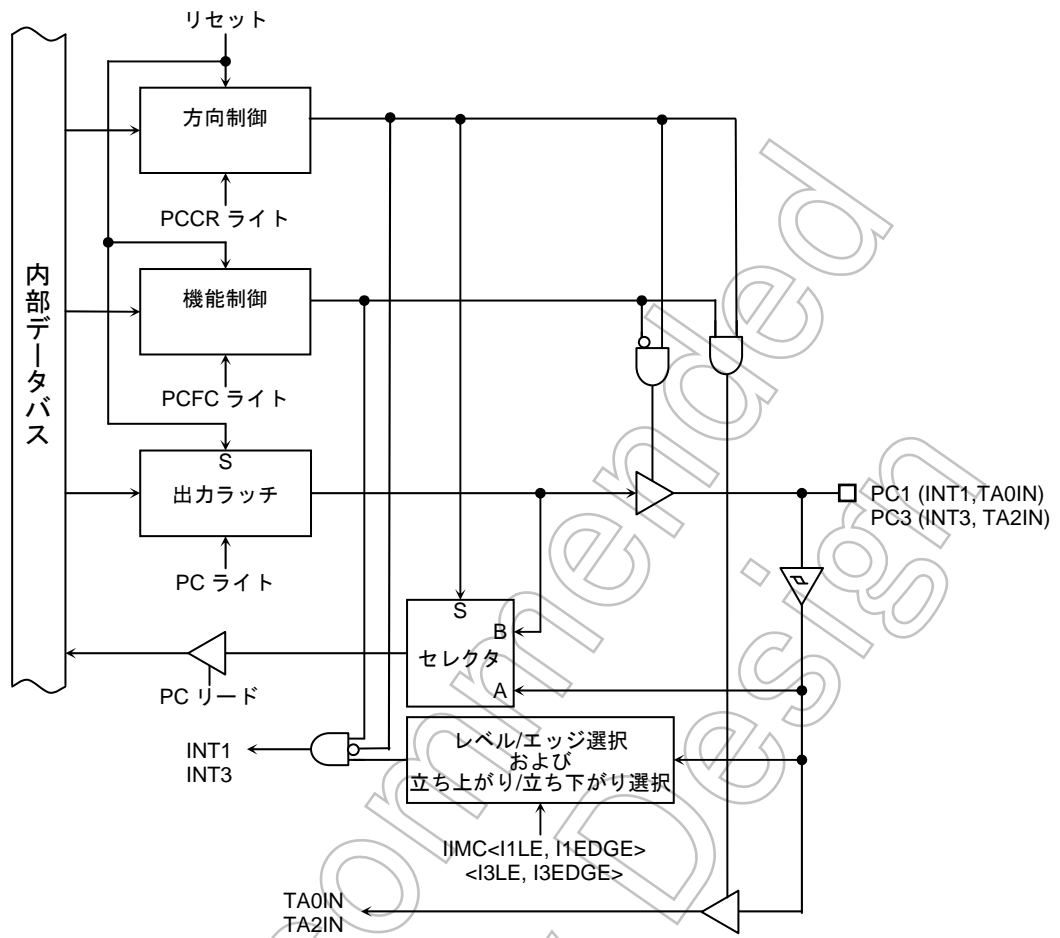 リセット
方向制御
PCCR ライト
内部データバス
機能制御
PCFC ライト
S
出力ラッチ
PC ライト
PC1 (INT1,TA0IN)
PC3 (INT3, TA2IN)
S
B
セレクタ
A
PC リード
INT1
INT3
レベル/エッジ選択
および
立ち上がり/立ち下がり選択
IIMC<I1LE, I1EDGE>
<I3LE, I3EDGE>
TA0IN
TA2IN
ommended
Design